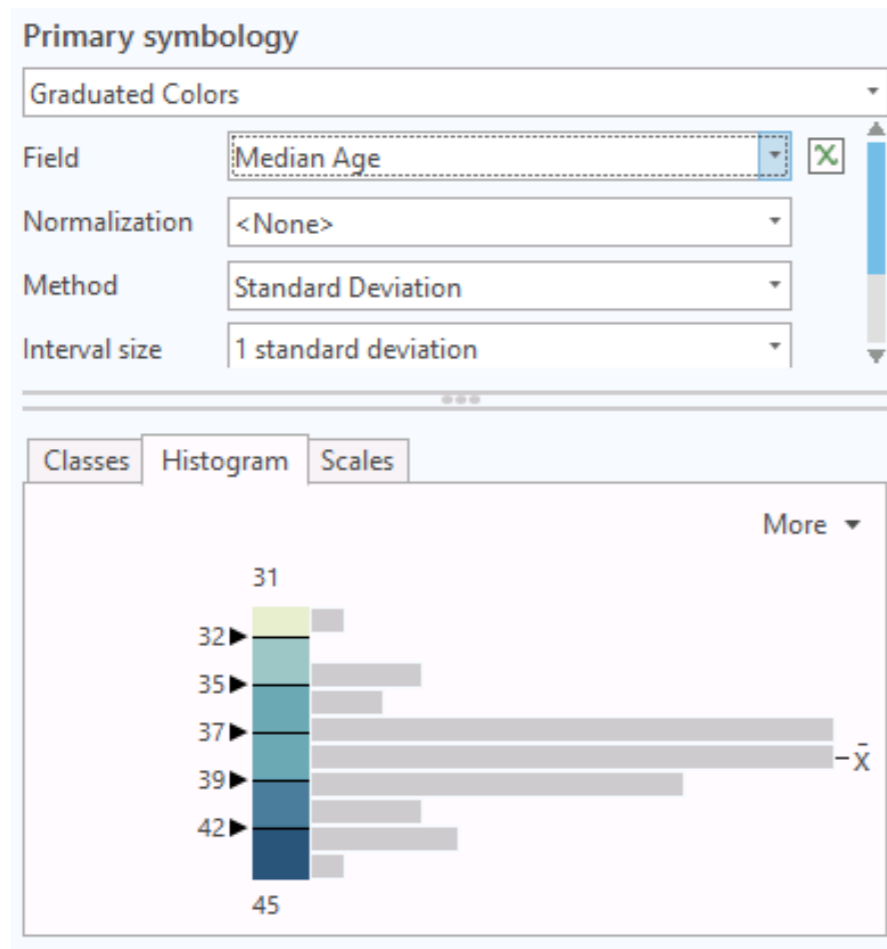 Primary symbology
Graduated Colors
Field Median Age
Normalization <None>
Method Standard Deviation
Interval size 1 standard deviation
Classes Histogram Scales
More
31
32
35
37
x̄
39
42
45